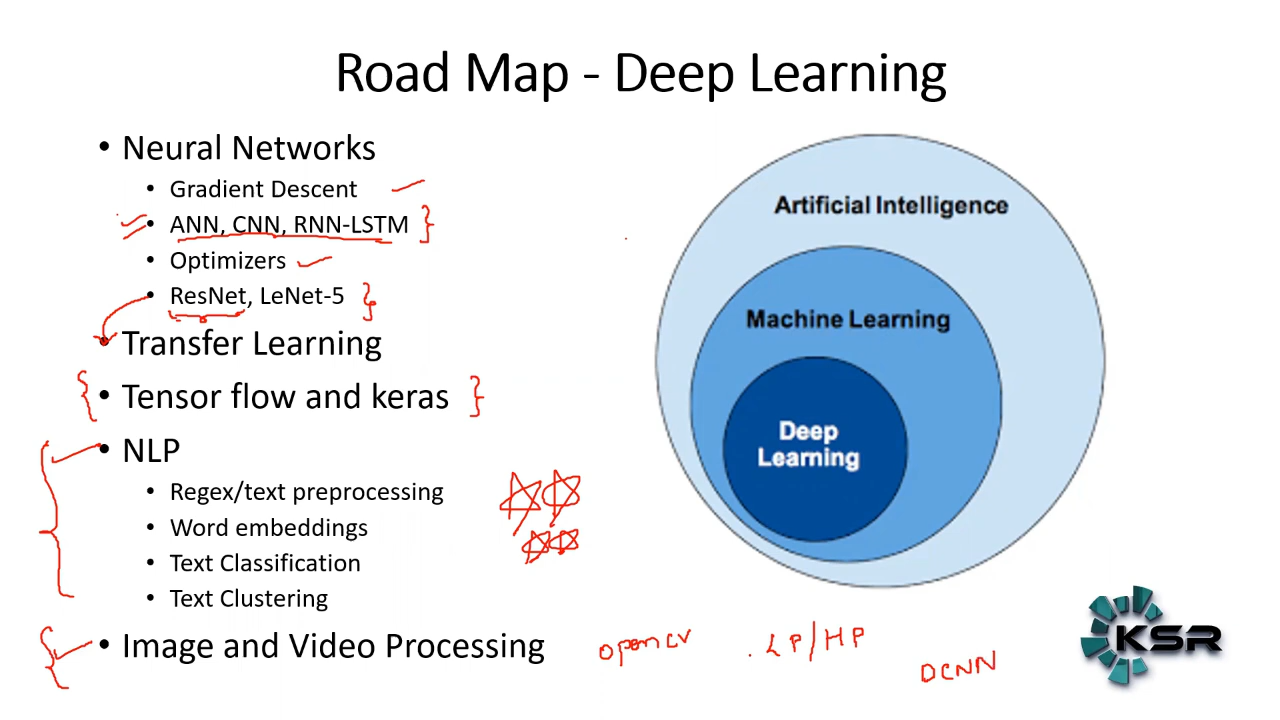 Road Map - Deep Learning
• Neural Networks
• Gradient Descent
• ANN, CNN, RNN-LSTM
• Optimizers
• ResNet, LeNet-5
• Transfer Learning
• Tensor flow and keras
• NLP
• Regex/text preprocessing
• Word embeddings
• Text Classification
• Text Clustering
• Image and Video Processing
opencv
LP/HP
DCNN
Artificial Intelligence
Machine Learning
Deep
Learning
KSR